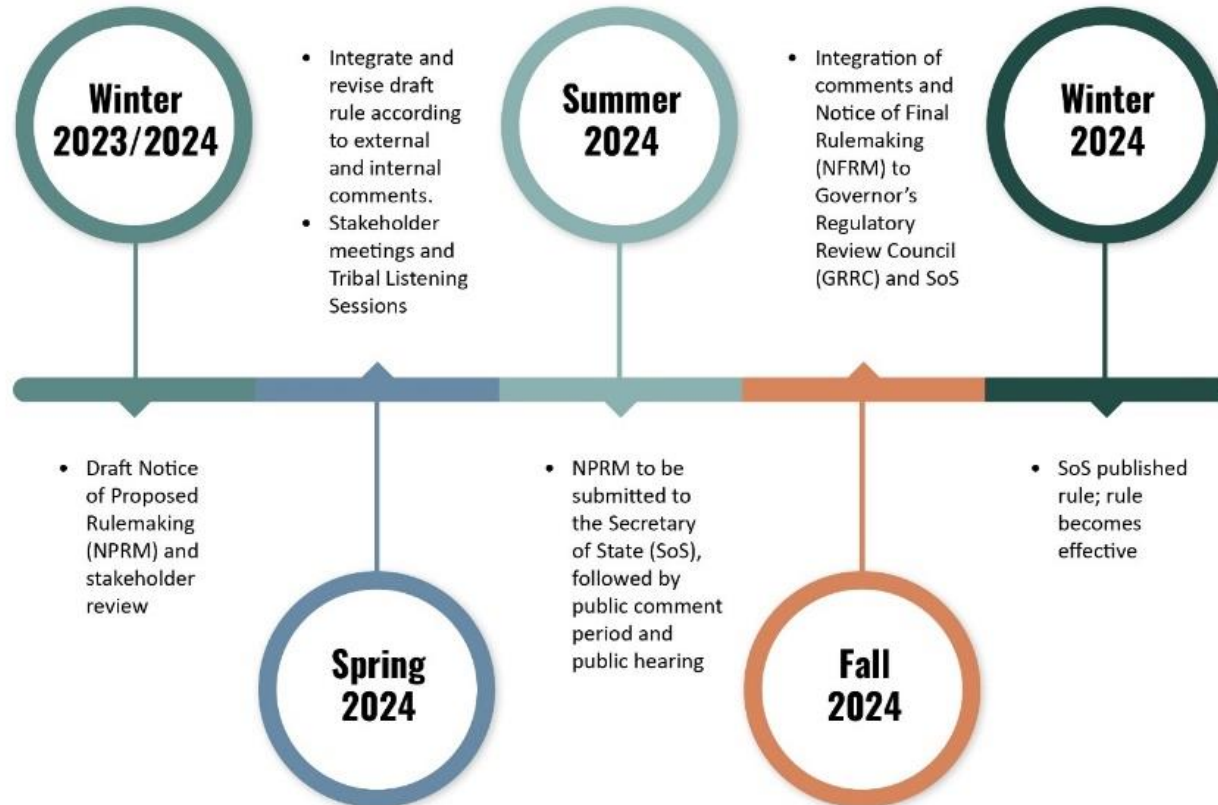 Winter
2023/2024
• Integrate and
revise draft
rule according
to external
and internal
comments.
• Stakeholder
meetings and
Tribal Listening
Sessions
Summer
2024
• Integration of
comments and
Notice of Final
Rulemaking
(NFRM) to
Governor's
Regulatory
Review Council
(GRRC) and SoS
Winter
2024
• Draft Notice
of Proposed
Rulemaking
(NPRM) and
stakeholder
review
Spring
2024
• NPRM to be
submitted to
the Secretary
of State (SoS),
followed by
public comment
period and
public hearing
Fall
2024
• SoS published
rule; rule
becomes
effective